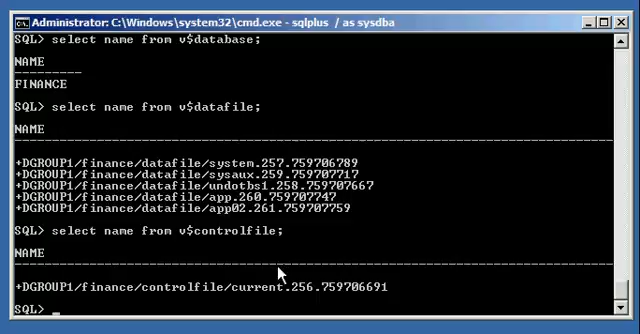 Administrator: C:\Windows\system32\cmd.exe - sqlplus / as sysdba
SQL> select name from v$database;
NAME
---------
FINANCE
SQL> select name from v$datafile;
NAME
--------------------------------------------------------------------------------
+DGROUP1/finance/datafile/system.257.759706789
+DGROUP1/finance/datafile/sysaux.259.759707717
+DGROUP1/finance/datafile/undotbs1.258.759707667
+DGROUP1/finance/datafile/app.260.759707747
+DGROUP1/finance/datafile/app02.261.759707759
SQL> select name from v$controlfile;
NAME
--------------------------------------------------------------------------------
+DGROUP1/finance/controlfile/current.256.759706691
SQL> _